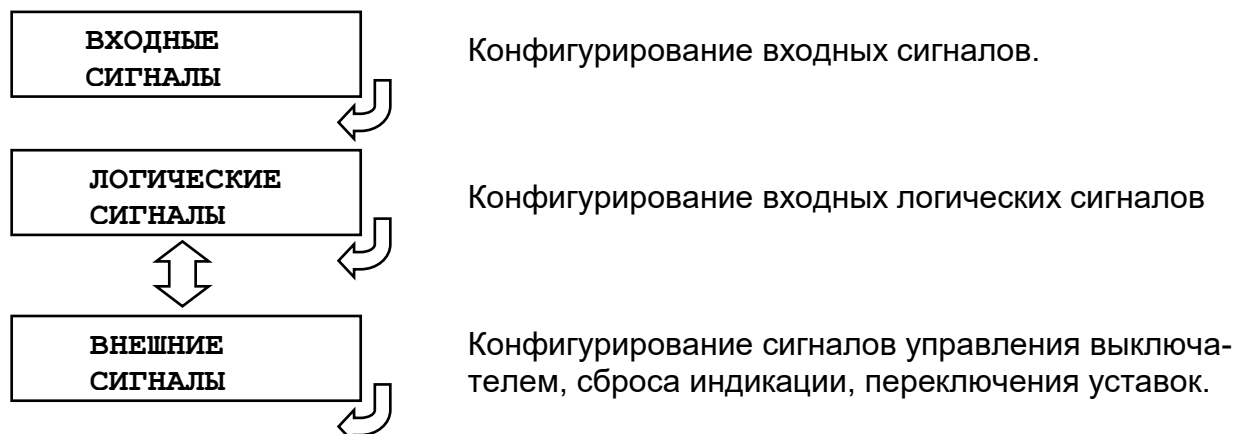 ВХОДНЫЕ
СИГНАЛЫ
Конфигурирование входных сигналов.
ЛОГИЧЕСКИЕ
СИГНАЛЫ
Конфигурирование входных логических сигналов
ВНЕШНИЕ
СИГНАЛЫ
Конфигурирование сигналов управления выключа-
телем, сброса индикации, переключения уставок.